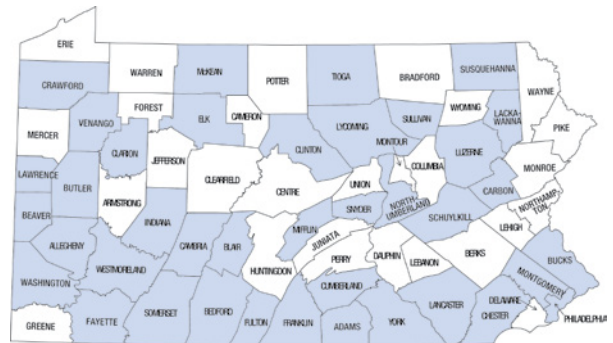 ERIE
CRAWFORD
WARREN
McKEAN
POTTER
TIOGA
BRADFORD
SUSQUEHANNA
WAYNE
FOREST
VENANGO
MERCER
ELK
CAMERON
LYCOMING
SULLIVAN
WYOMING
LACKA-
WANNA
PIKE
CLARION
JEFFERSON
CLINTON
MONTOUR
COLUMBIA
LUZERNE
MONROE
LAWRENCE
BUTLER
ARMSTRONG
CLEARFIELD
CENTRE
UNION
NORTH-
UMBERLAND
CARBON
NORTHAMP
TON
BEAVER
INDIANA
SNYDER
SCHUYLKILL
LEHIGH
ALLEGHENY
CAMBRIA
BLAIR
MIFFLIN
JUNIATA
PERRY
DAUPHIN
LEBANON
BERKS
BUCKS
WASHINGTON
WESTMORELAND
HUNTINGDON
CUMBERLAND
LANCASTER
MONTGOMERY
GREENE
FAYETTE
SOMERSET
BEDFORD
FULTON
FRANKLIN
ADAMS
YORK
DELAWARE
CHESTER
PHILADELPHIA